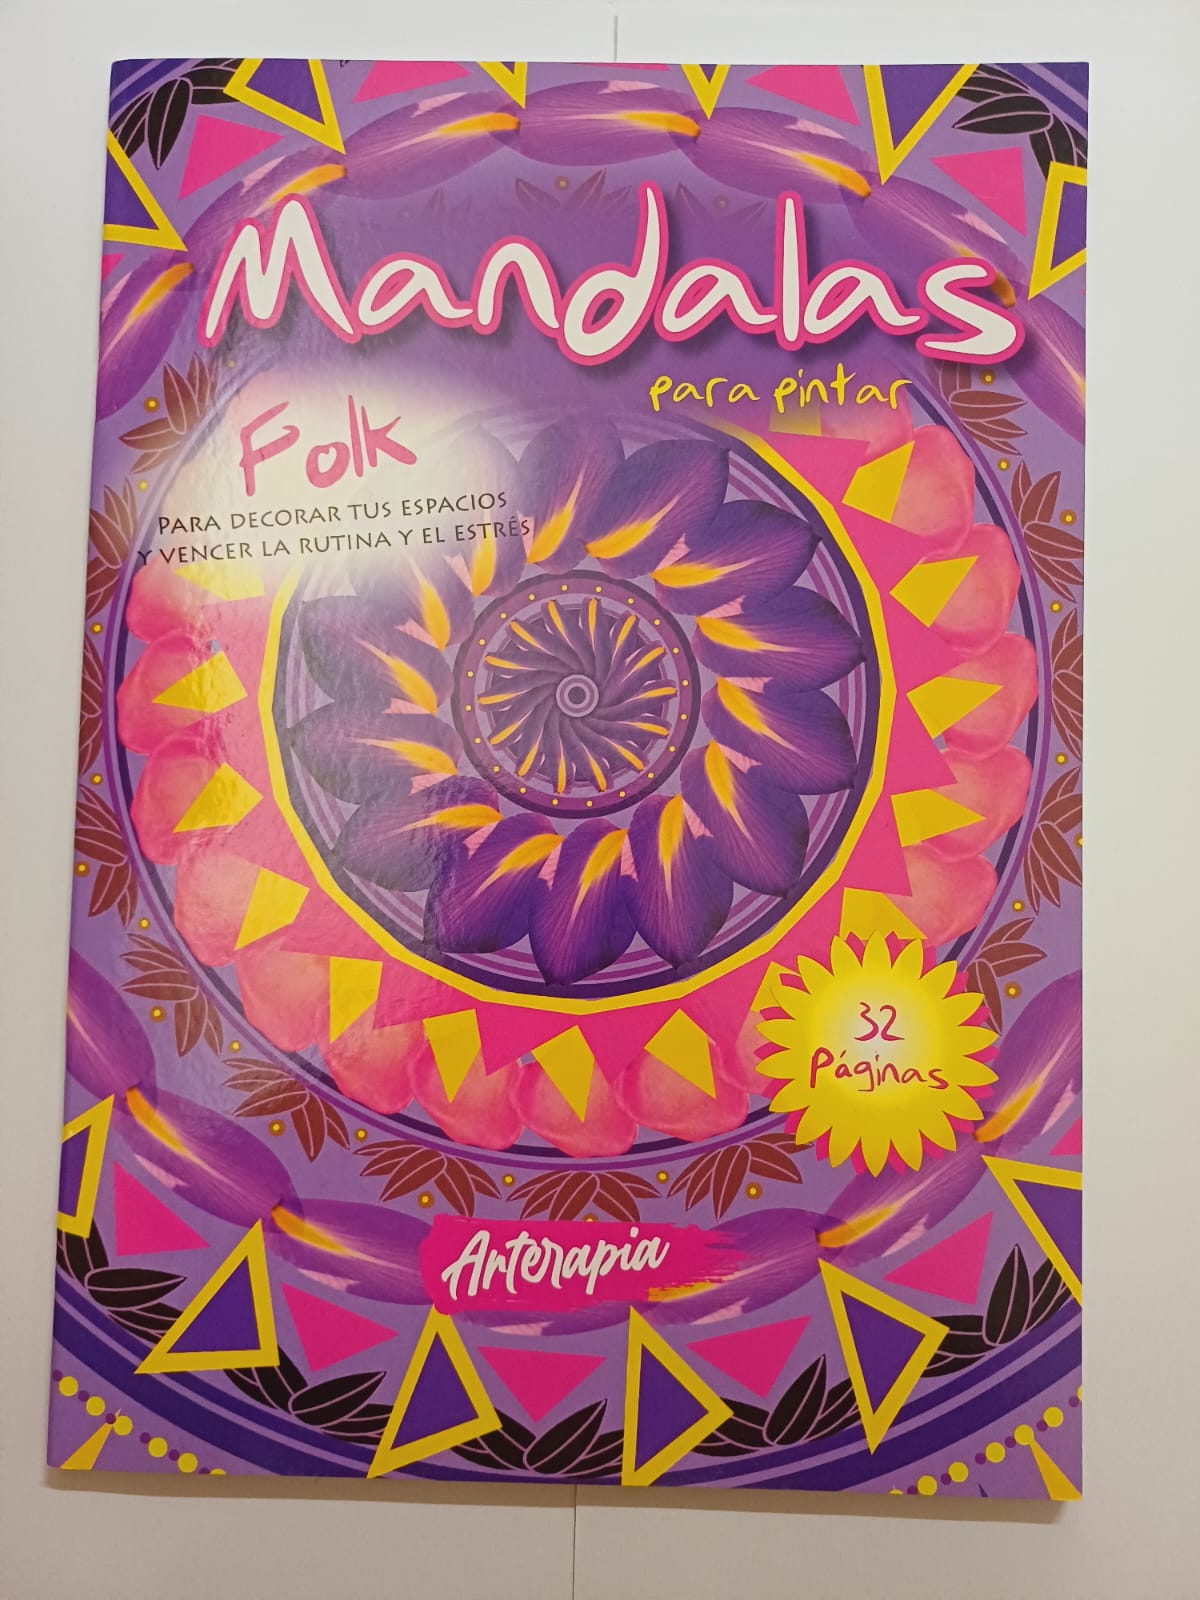 Mandalas
para pintar
Folk
PARA DECORAR TUS ESPACIOS
Y VENCER LA RUTINA Y EL ESTRÉS
32
Páginas
Arterapia